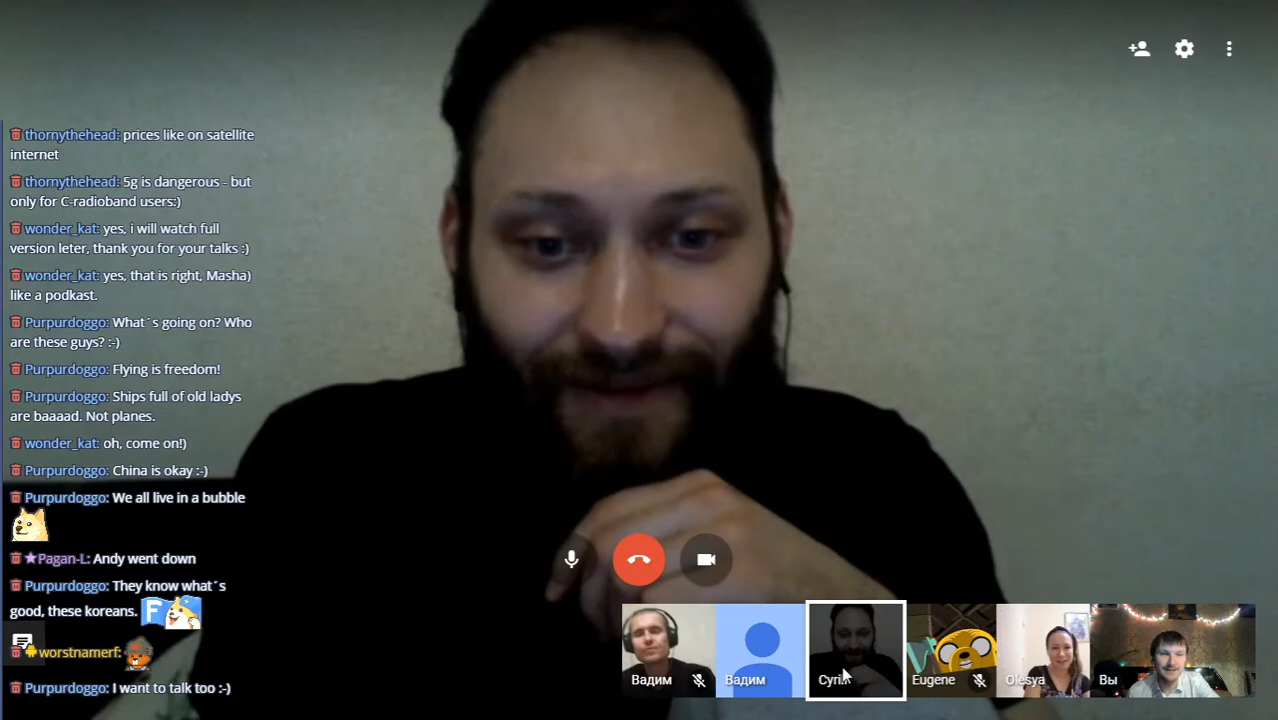 thornythehead: prices like on satellite
internet
thornythehead: 5g is dangerous - but
only for C-radioband users:)
wonder_kat: yes, i will watch full
version leter, thank you for your talks :)
wonder_kat: yes, that is right, Masha)
like a podkast.
Purpurdoggo: What´s going on? Who
are these guys? :-)
Purpurdoggo: Flying is freedom!
Purpurdoggo: Ships full of old ladys
are baaaad. Not planes.
wonder_kat: oh, come on!)
Purpurdoggo: China is okay :-)
Purpurdoggo: We all live in a bubble
Pagan-L: Andy went down
Purpurdoggo: They know what´s
good, these koreans. F
worstnamerf:
Purpurdoggo: I want to talk too :-)
Вадим
Вадим
Eugene
Olesya
Вы